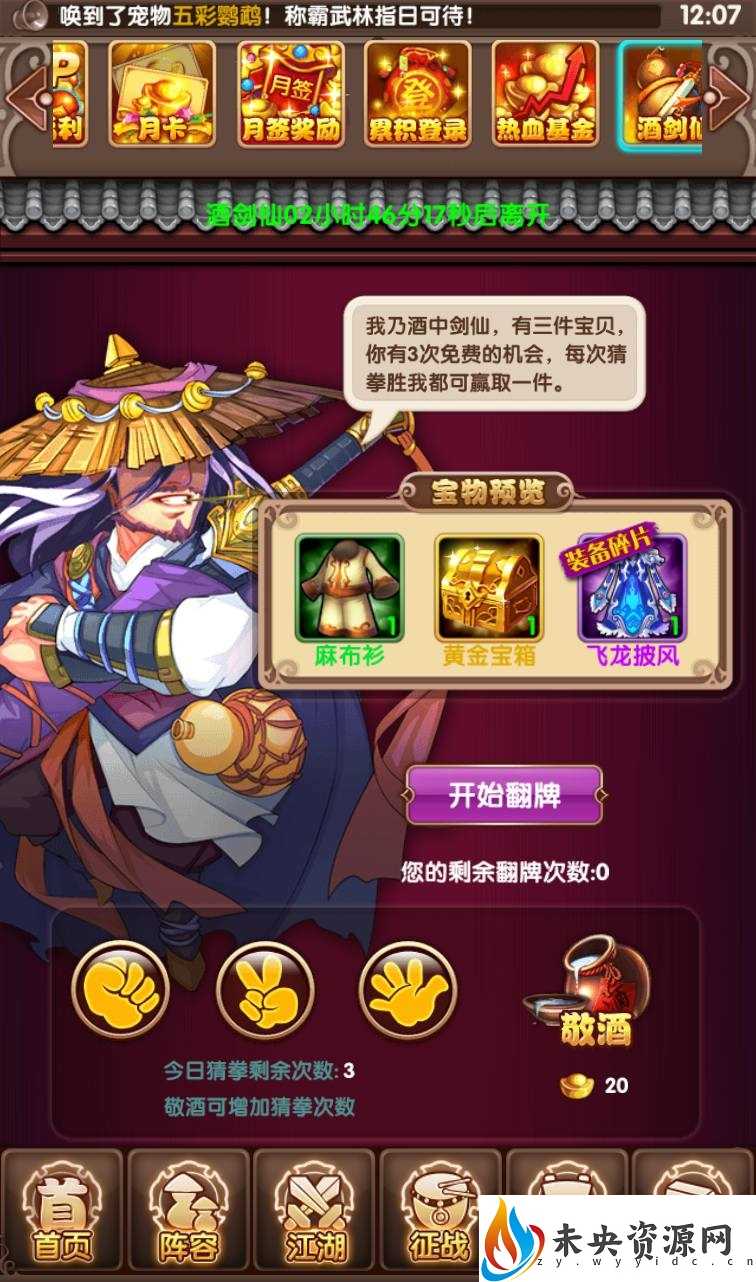 唤到了宠物五彩鹦鹉！称霸武林指日可待！
12:07
P
利
月卡
月签
月签奖励
登
累积登录
热血基金
酒剑仙
酒剑仙02小时46分17秒后离开
我乃酒中剑仙，有三件宝贝，
你有3次免费的机会，每次猜
拳胜我都可赢取一件。
宝物预览
装备碎片
1
1
1
麻布衫
黄金宝箱
飞龙披风
开始翻牌
您的剩余翻牌次数:0
敬酒
今日猜拳剩余次数:3
20
敬酒可增加猜拳次数
首
首页
阵容
江湖
征战
未央资源网
zy.wyyidc.cn